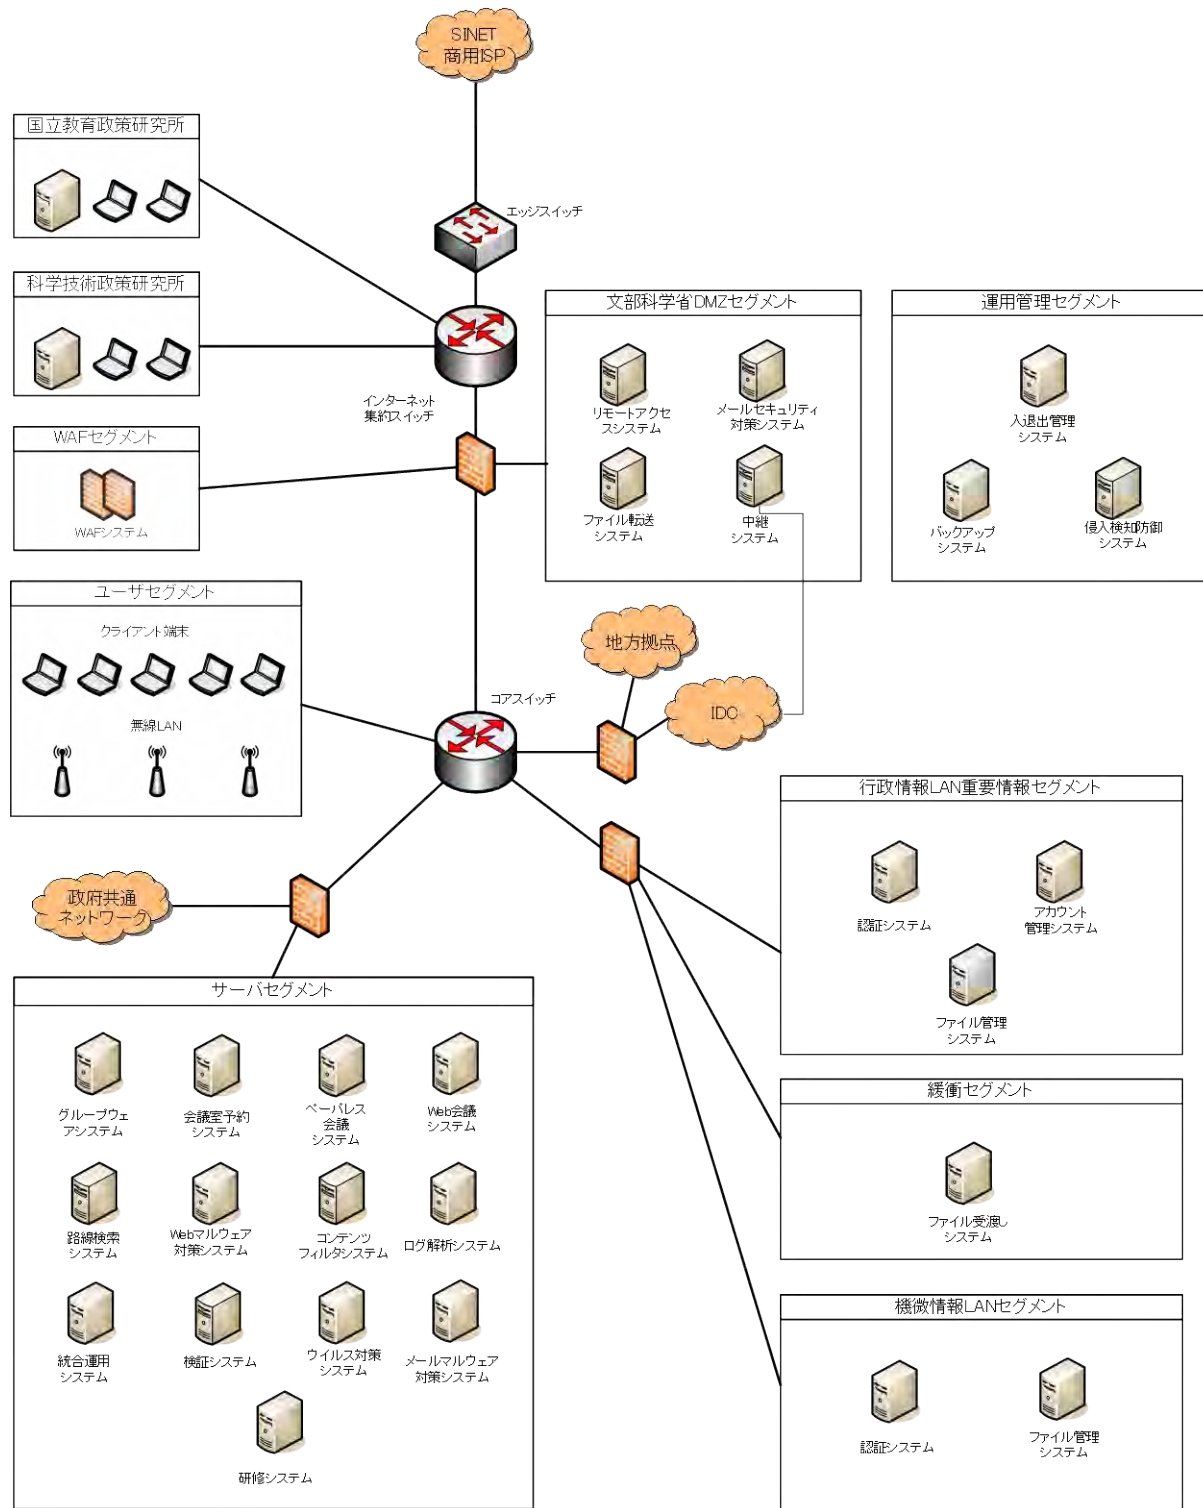 SINET
商用ISP
国立教育政策研究所
エッジスイッチ
科学技術政策研究所
インターネット
集約スイッチ
文部科学省DMZセグメント
リモートアクセ
スシステム
メールセキュリティ
対策システム
ファイル転送
システム
中継
システム
運用管理セグメント
入退出管理
システム
バックアップ
システム
侵入検知防御
システム
WAFセグメント
WAFシステム
ユーザセグメント
クライアント端末
無線LAN
コアスイッチ
地方拠点
IDC
政府共通
ネットワーク
行政情報LAN重要情報セグメント
認証システム
アカウント
管理システム
ファイル管理
システム
サーバセグメント
グループウェ
アシステム
会議室予約
システム
ペーパレス
会議
システム
Web会議
システム
路線検索
システム
Webマルウェア
対策システム
コンテンツ
フィルタシステム
ログ解析システム
統合運用
システム
検証システム
ウイルス対策
システム
メールマルウェア
対策システム
研修システム
緩衝セグメント
ファイル受渡し
システム
機微情報LANセグメント
認証システム
ファイル管理
システム